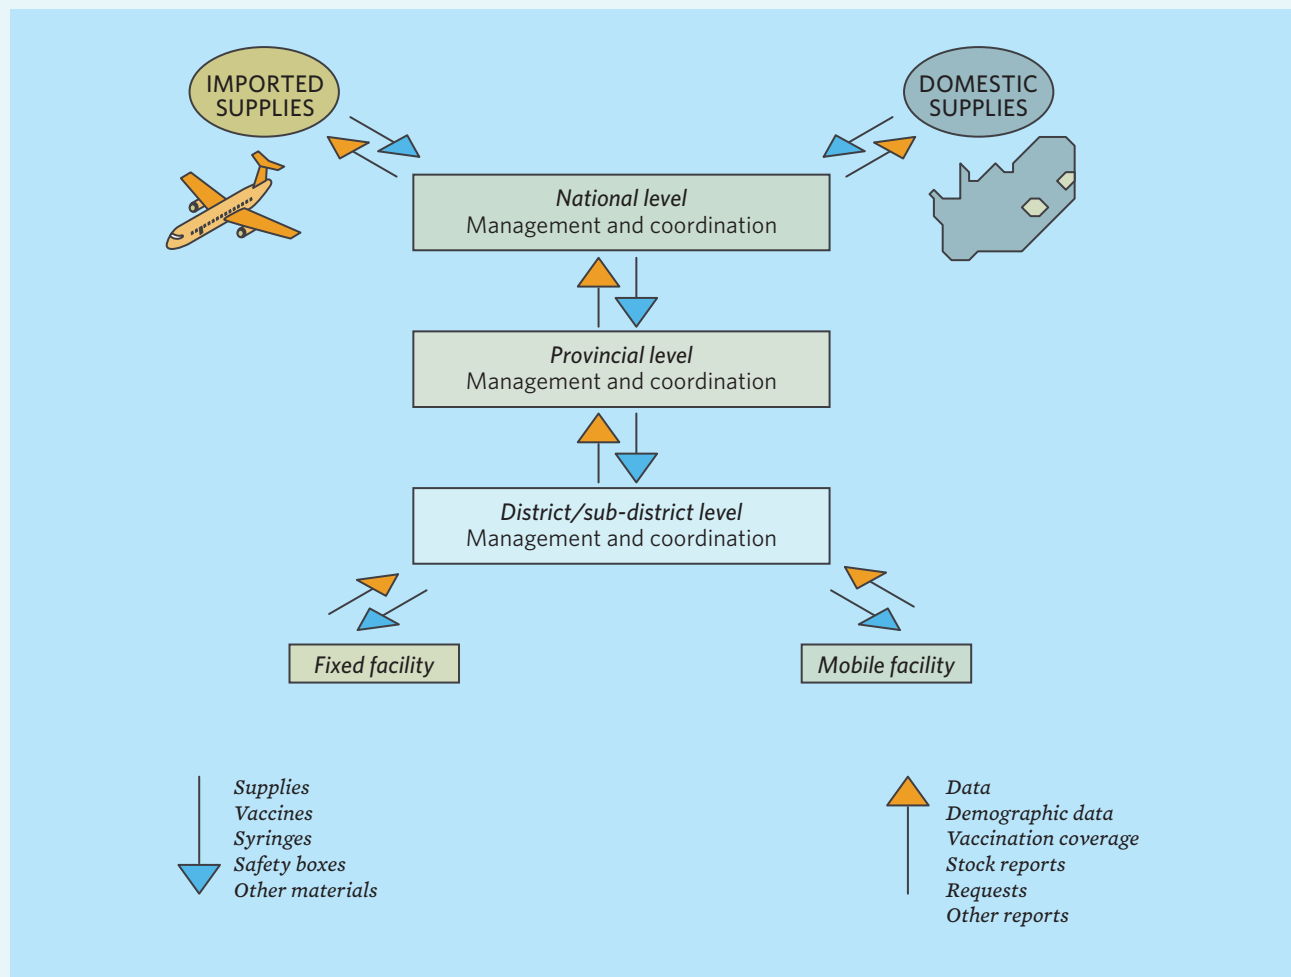 IMPORTED
SUPPLIES
DOMESTIC
SUPPLIES
National level
Management and coordination
Provincial level
Management and coordination
District/sub-district level
Management and coordination
Fixed facility
Mobile facility
Supplies
Vaccines
Syringes
Safety boxes
Other materials
Data
Demographic data
Vaccination coverage
Stock reports
Requests
Other reports